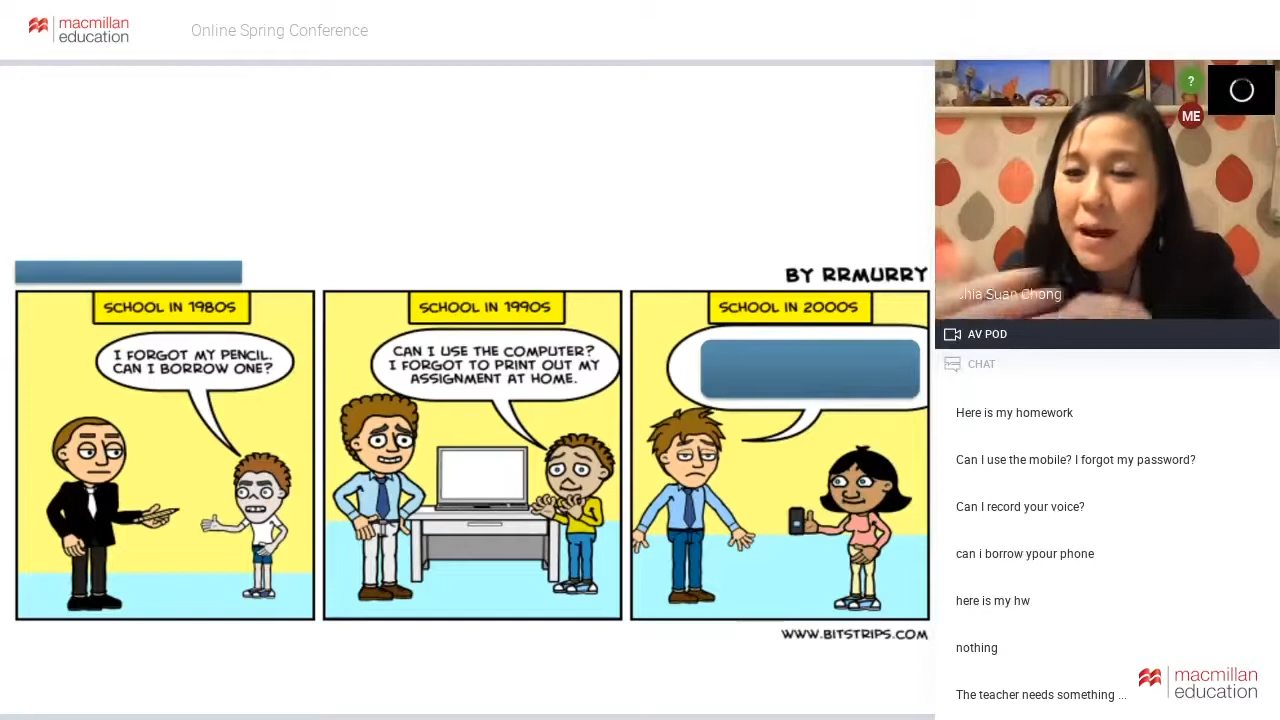 macmillan
education
Online Spring Conference
BY RRMURRY
SCHOOL IN 1980S
I FORGOT MY PENCIL.
CAN I BORROW ONE?
SCHOOL IN 1990S
CAN I USE THE COMPUTER?
I FORGOT TO PRINT OUT MY
ASSIGNMENT AT HOME.
SCHOOL IN 2000S
WWW.BITSTRIPS.COM
?
ME
Chia Suan Chong
AV POD
CHAT
Here is my homework
Can I use the mobile? I forgot my password?
Can I record your voice?
can i borrow ypour phone
here is my hw
nothing
The teacher needs something ...
macmillan
education